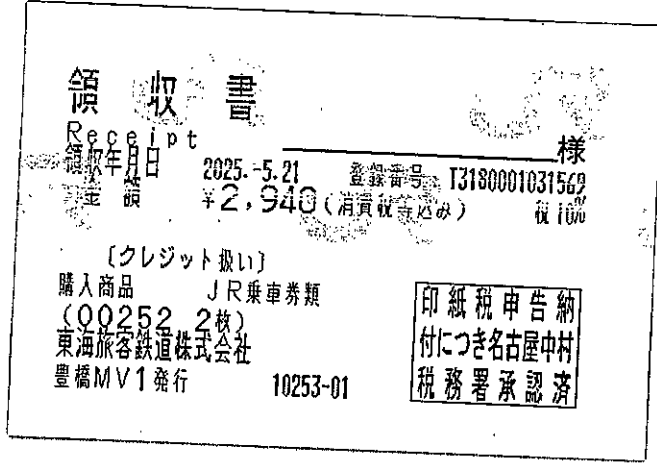 領収書
Receipt
様
領収年月日 2025.-5.21 登録番号 T3180001031569
金額 ¥2,940(消費税等込み) 税10%
〔クレジット扱い〕
購入商品 JR乗車券類
(00252 2枚)
東海旅客鉄道株式会社
豊橋MV1発行 10253-01
印紙税申告納
付につき名古屋中村
税務署承認済